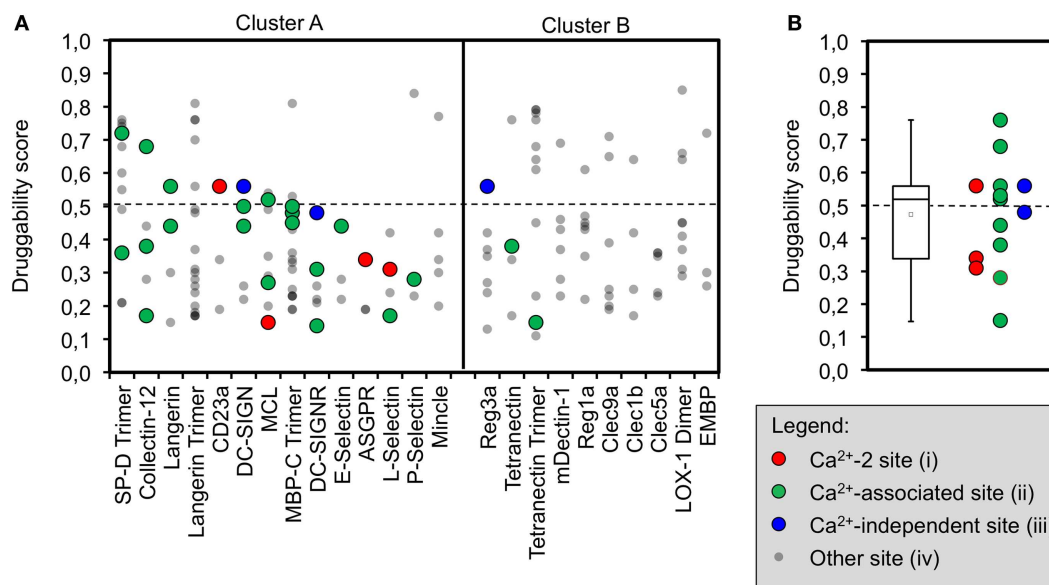 A
Cluster A
Cluster B
B
Druggability score
1,0
0,9
0,8
0,7
0,6
0,5
0,4
0,3
0,2
0,1
0,0
SP-D Trimer
Collectin-12
Langerin
Langerin Trimer
CD23a
DC-SIGN
MCL
MBP-C Trimer
DC-SIGNR
E-Selectin
ASGPR
L-Selectin
P-Selectin
Mincle
Reg3a
Tetranectin
Tetranectin Trimer
mDectin-1
Reg1a
Clec9a
Clec1b
Clec5a
LOX-1 Dimer
EMBP
Druggability score
1,0
0,9
0,8
0,7
0,6
0,5
0,4
0,3
0,2
0,1
0,0
Legend:
Ca²⁺-2 site (i)
Ca²⁺-associated site (ii)
Ca²⁺-independent site (iii
Other site (iv)